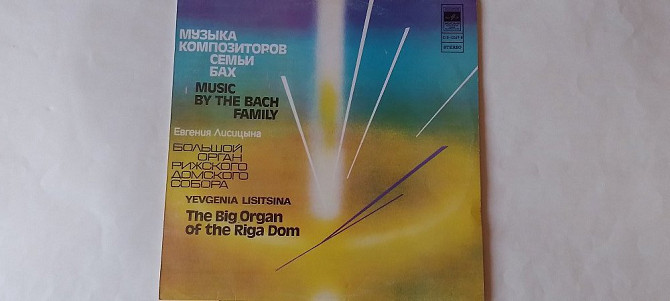 МУЗЫКА
КОМПОЗИТОРОВ
СЕМЬИ
БАХ
MUSIC
BY THE BACH
FAMILY
Евгения Лисицына
БОЛЬШОЙ
ОРГАН
РИЖСКОГО
ДОМСКОГО
СОБОРА
YEVGENIA LISITSINA
The Big Organ
of the Riga Dom
СТЕРЕО